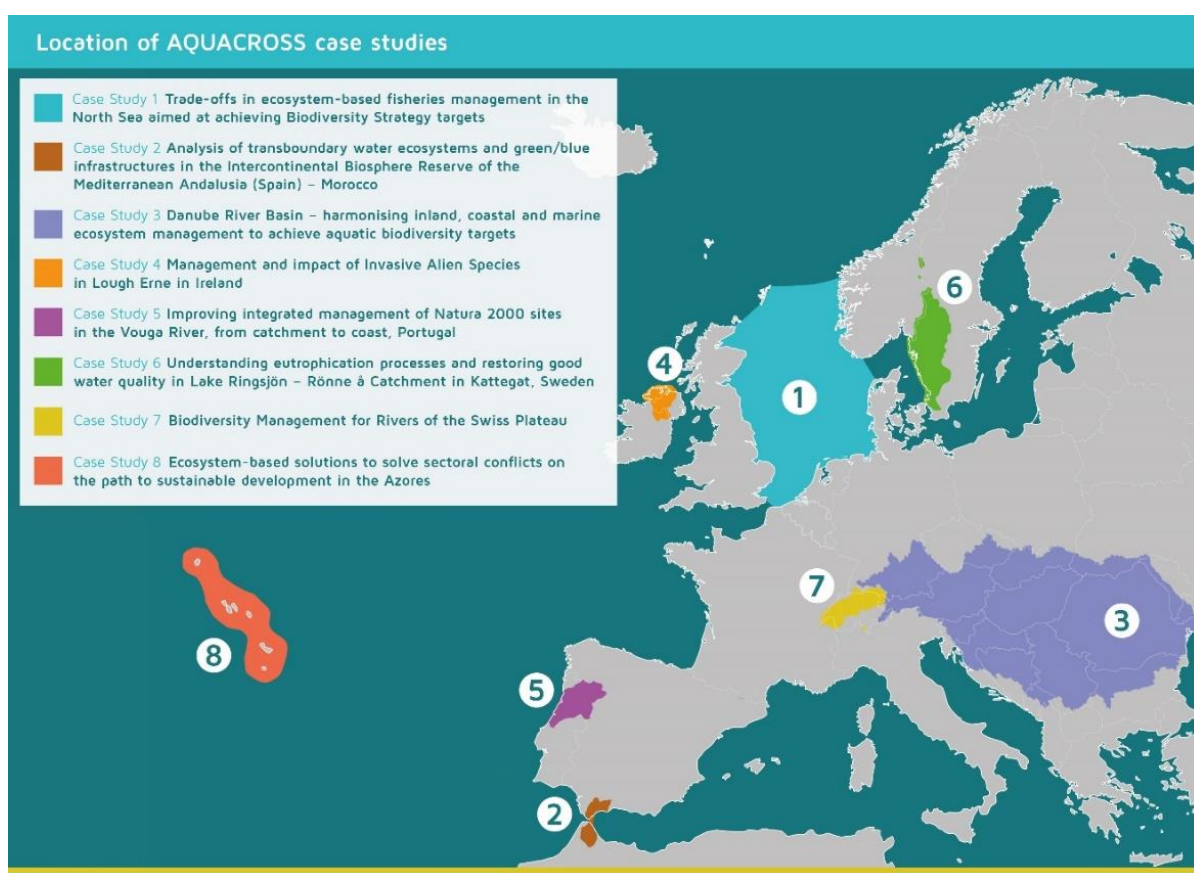 Location of AQUACROSS case studies
Case Study 1 Trade-offs in ecosystem-based fisheries management in the
North Sea aimed at achieving Biodiversity Strategy targets
Case Study 2 Analysis of transboundary water ecosystems and green/blue
infrastructures in the Intercontinental Biosphere Reserve of the
Mediterranean Andalusia (Spain) – Morocco
Case Study 3 Danube River Basin – harmonising inland, coastal and marine
ecosystem management to achieve aquatic biodiversity targets
Case Study 4 Management and impact of Invasive Alien Species
in Lough Erne in Ireland
Case Study 5 Improving integrated management of Natura 2000 sites
in the Vouga River, from catchment to coast, Portugal
Case Study 6 Understanding eutrophication processes and restoring good
water quality in Lake Ringsjön – Rönne å Catchment in Kattegat, Sweden
Case Study 7 Biodiversity Management for Rivers of the Swiss Plateau
Case Study 8 Ecosystem-based solutions to solve sectoral conflicts on
the path to sustainable development in the Azores
6
4
1
7
3
8
5
2